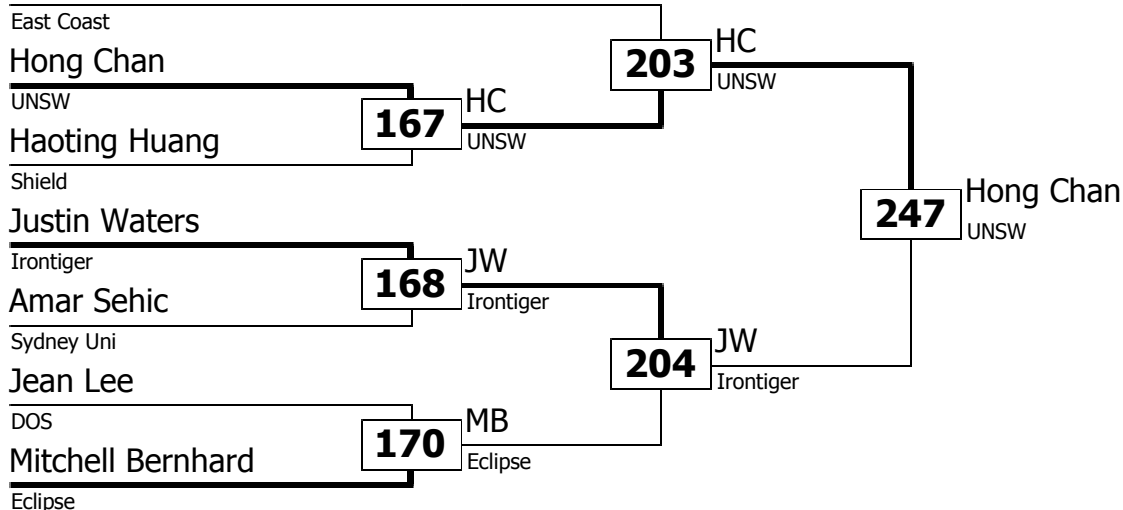 East Coast
Hong Chan
UNSW
Haoting Huang
Shield
Justin Waters
Irontiger
Amar Sehic
Sydney Uni
Jean Lee
DOS
Mitchell Bernhard
Eclipse
167
HC
UNSW
168
JW
Irontiger
170
MB
Eclipse
203
HC
UNSW
204
JW
Irontiger
247
Hong Chan
UNSW